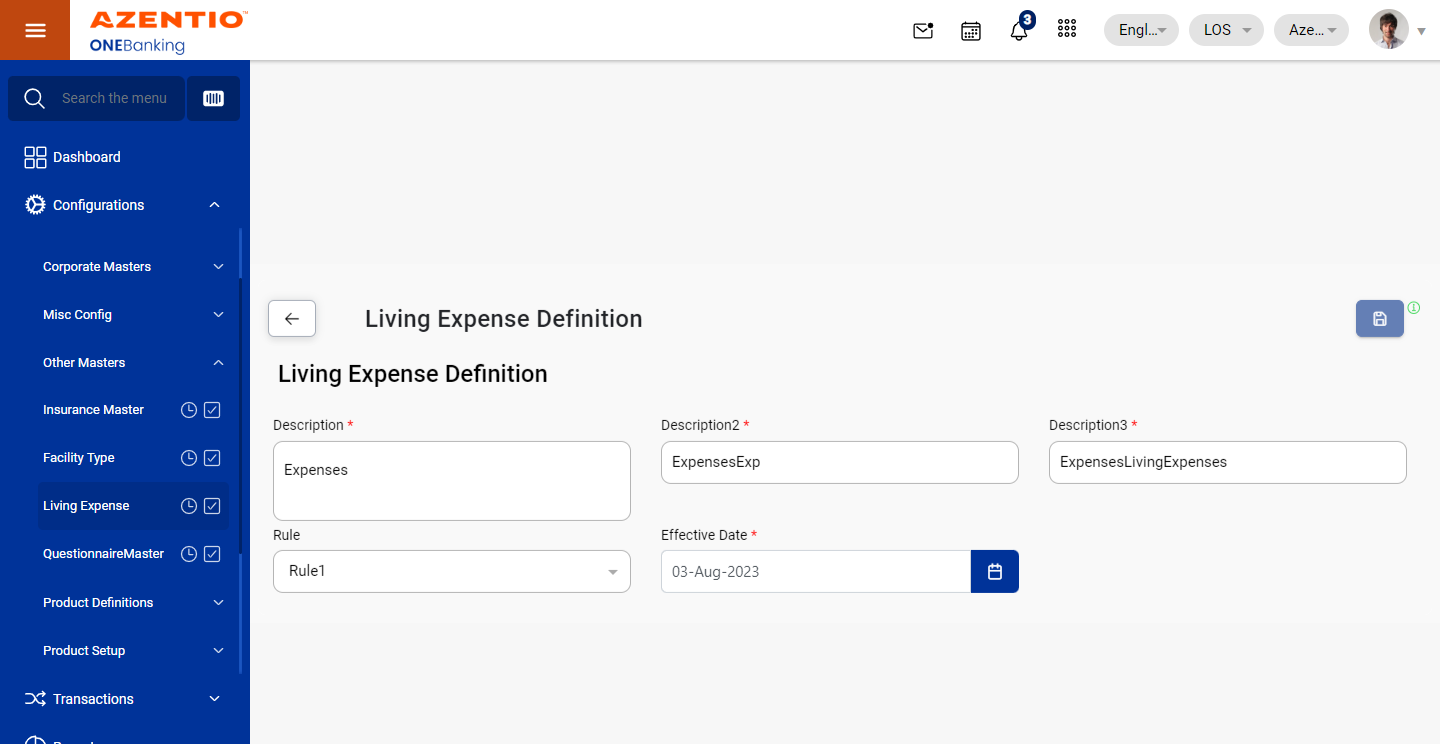 AZENTIO™
ONEBanking
3
Engl...
LOS
Aze...
Search the menu
Dashboard
Configurations
Corporate Masters
Misc Config
Other Masters
Insurance Master
Facility Type
Living Expense
QuestionnaireMaster
Product Definitions
Product Setup
Transactions
Living Expense Definition
Living Expense Definition
Description *
Description2 *
Description3 *
Expenses
ExpensesExp
ExpensesLivingExpenses
Rule
Effective Date *
Rule1
03-Aug-2023